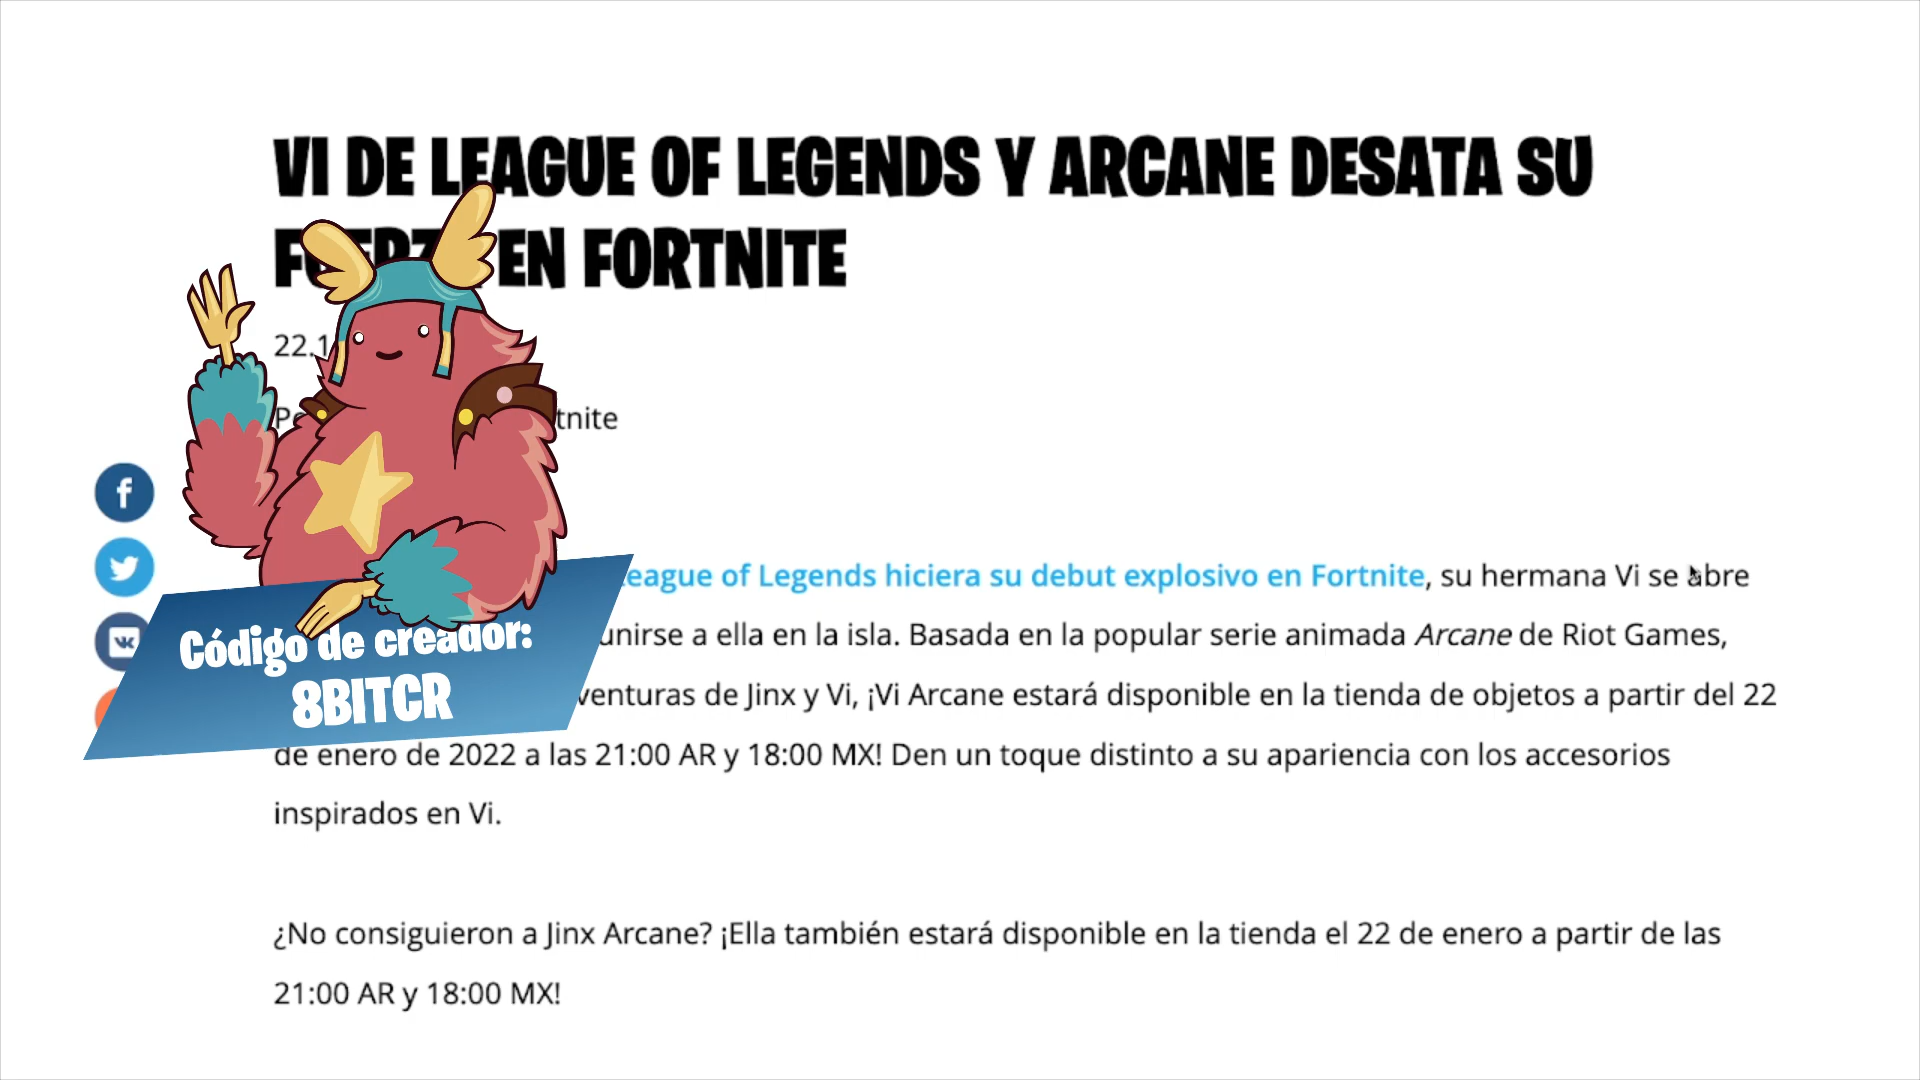 VI DE LEAGUE OF LEGENDS Y ARCANE DESATA SU
EN FORTNITE
22.1
tnite
League of Legends hiciera su debut explosivo en Fortnite, su hermana Vi se abre
unirse a ella en la isla. Basada en la popular serie animada Arcane de Riot Games,
venturas de Jinx y Vi, ¡Vi Arcane estará disponible en la tienda de objetos a partir del 22
de enero de 2022 a las 21:00 AR y 18:00 MX! Den un toque distinto a su apariencia con los accesorios
inspirados en Vi.
¿No consiguieron a Jinx Arcane? ¡Ella también estará disponible en la tienda el 22 de enero a partir de las
21:00 AR y 18:00 MX!
Código de creador:
8BITCR